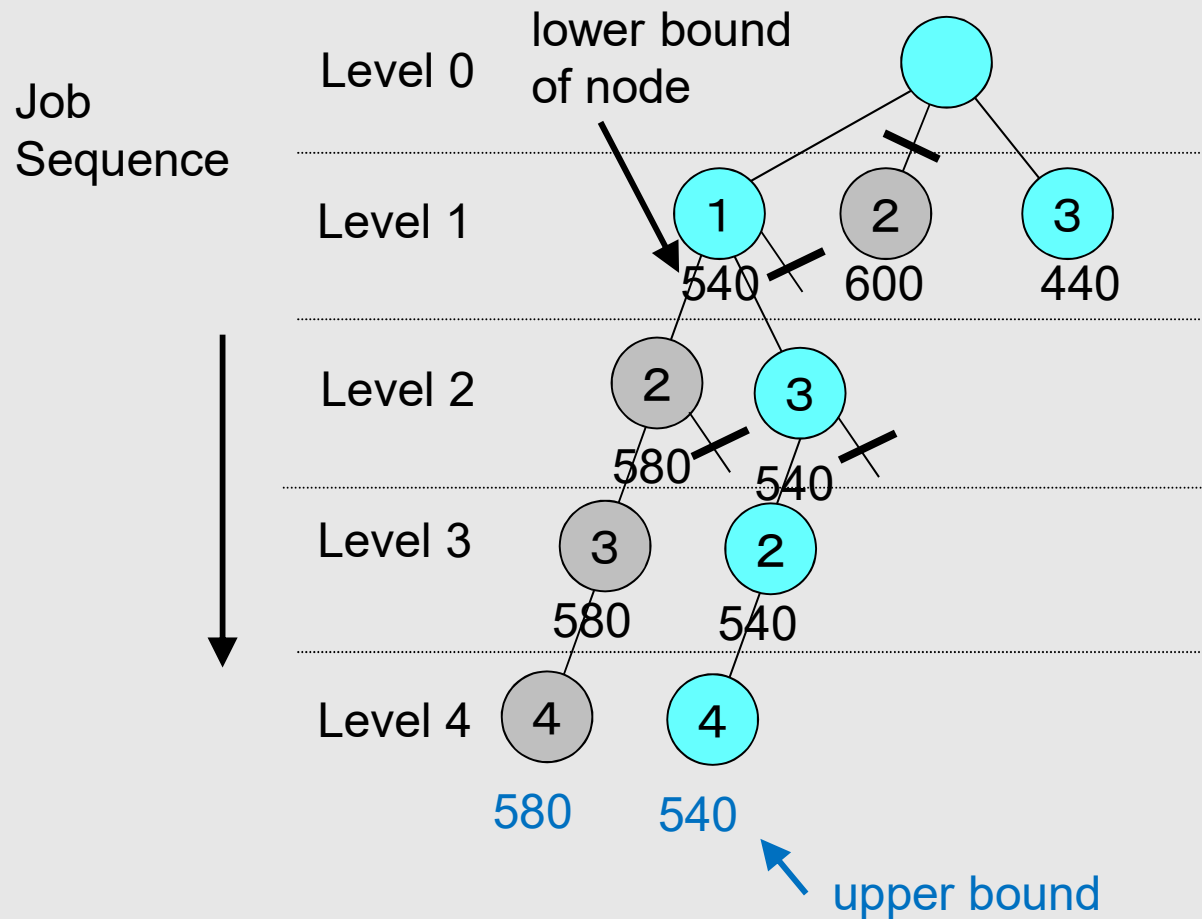 lower bound
of node
Level 0
Job
Sequence
Level 1
1
2
3
540
600
440
Level 2
2
3
580
540
Level 3
3
2
580
540
Level 4
4
4
580
540
upper bound